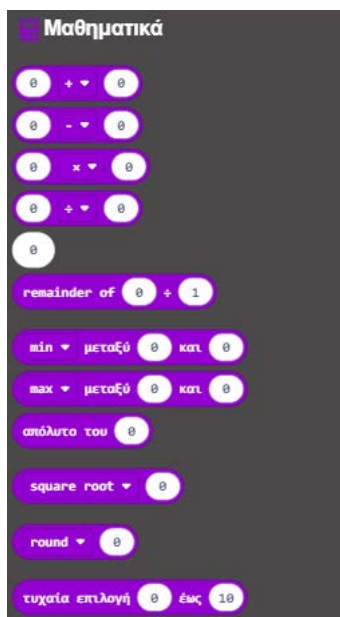 Μαθηματικά
0 + 0
0 - 0
0 × 0
0 ÷ 0
0
remainder of 0 ÷ 1
min μεταξύ 0 και 0
max μεταξύ 0 και 0
απόλυτο του 0
square root 0
round 0
τυχαία επιλογή 0 έως 10